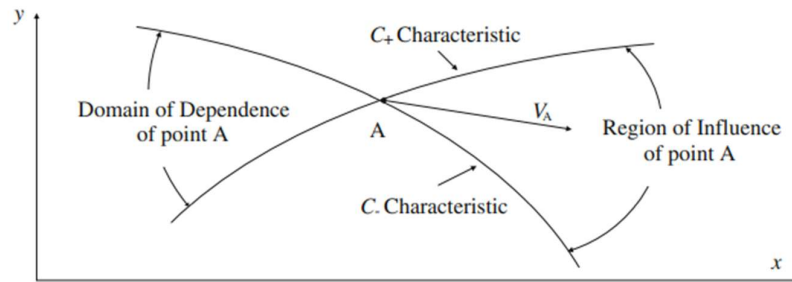 y
C+ Characteristic
Domain of Dependence
of point A
A
VA
Region of Influence
of point A
C- Characteristic
x